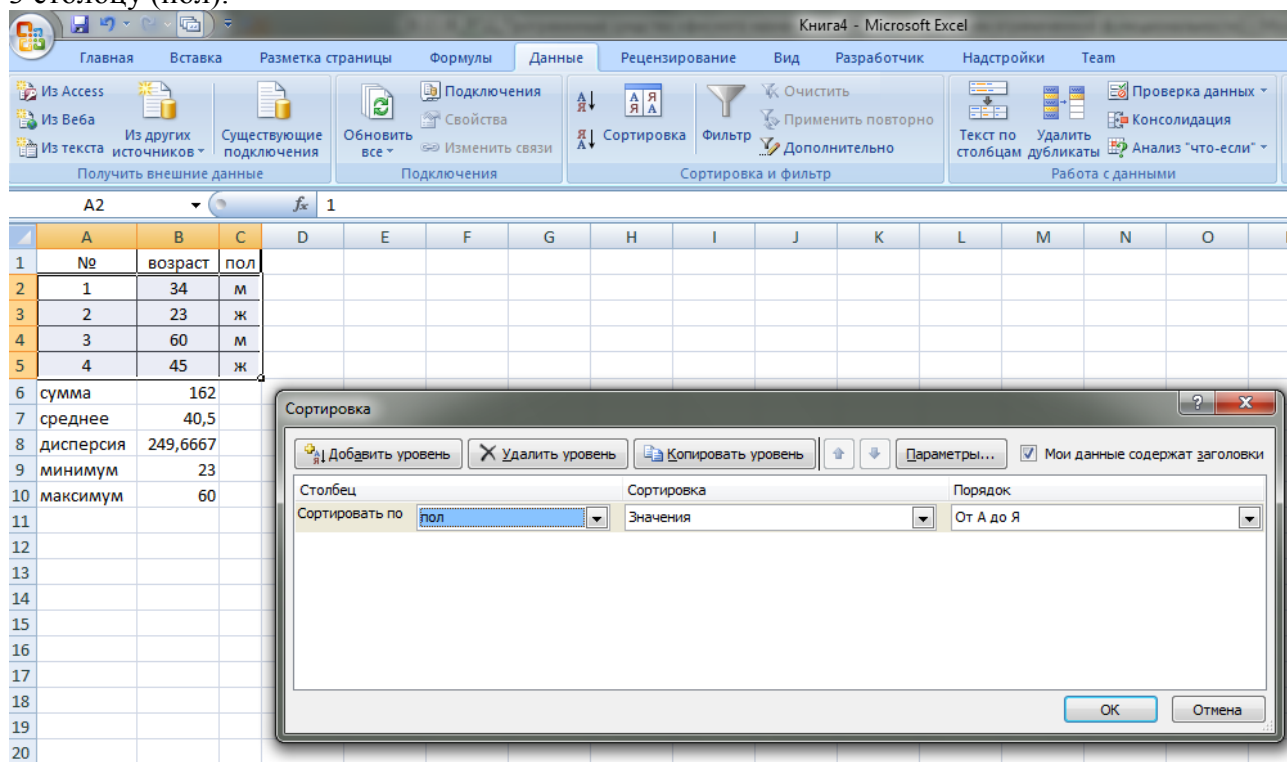 3 столбцу (пол).
Книга4 - Microsoft Excel
Главная Вставка Разметка страницы Формулы Данные Рецензирование Вид Разработчик Надстройки Team
Из Access
Из Веба
Из текста
Из других источников
Существующие подключения
Получить внешние данные
Обновить все
Подключения
Свойства
Изменить связи
Подключения
Сортировка
Фильтр
Очистить
Применить повторно
Дополнительно
Сортировка и фильтр
Текст по столбцам
Удалить дубликаты
Проверка данных
Консолидация
Анализ "что-если"
Работа с данными
A2 fx 1
A B C D E F G H I J K L M N O
1 № возраст пол
2 1 34 м
3 2 23 ж
4 3 60 м
5 4 45 ж
6 сумма 162
7 среднее 40,5
8 дисперсия 249,6667
9 минимум 23
10 максимум 60
11
12
13
14
15
16
17
18
19
20
Сортировка
Добавить уровень Удалить уровень Копировать уровень Параметры... Мои данные содержат заголовки
Столбец Сортировка Порядок
Сортировать по пол Значения От А до Я
ОК Отмена